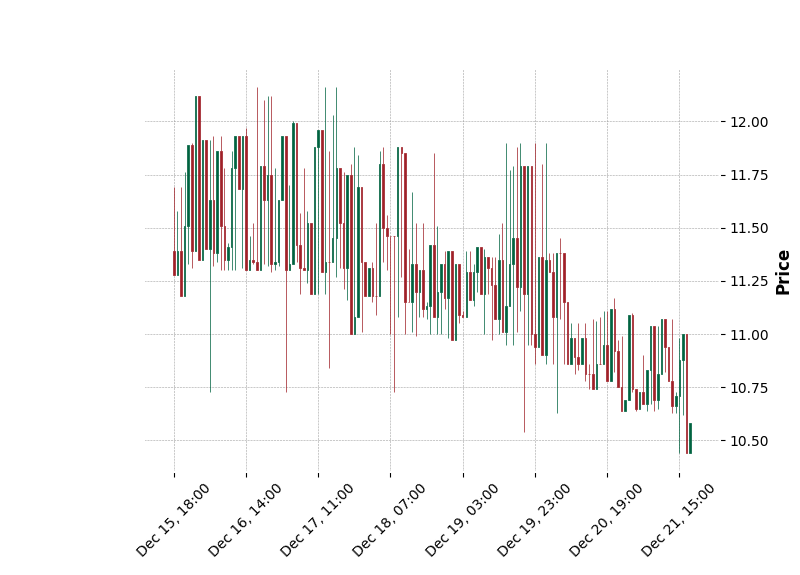 12.00
11.75
11.50
11.25
11.00
10.75
10.50
Price
Dec 15, 18:00
Dec 16, 14:00
Dec 17, 11:00
Dec 18, 07:00
Dec 19, 03:00
Dec 19, 23:00
Dec 20, 19:00
Dec 21, 15:00